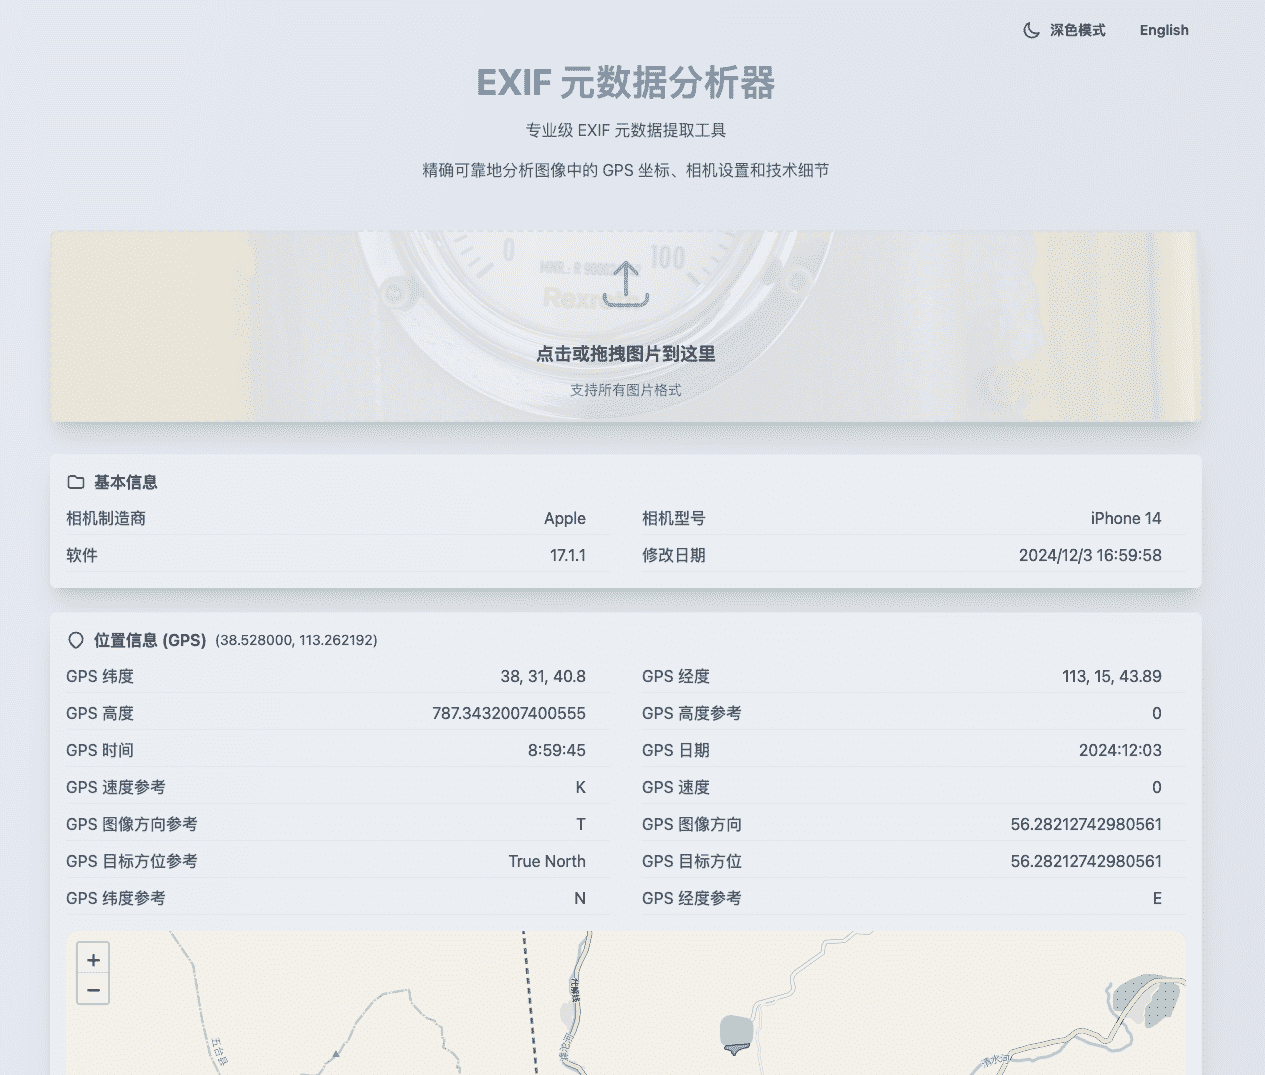 深色模式 English
EXIF 元数据分析器
专业级 EXIF 元数据提取工具
精确可靠地分析图像中的 GPS 坐标、相机设置和技术细节
0 100
MNR.: R
Rexro
点击或拖拽图片到这里
支持所有图片格式
基本信息
相机制造商 Apple 相机型号 iPhone 14
软件 17.1.1 修改日期 2024/12/3 16:59:58
位置信息 (GPS) (38.528000, 113.262192)
GPS 纬度 38, 31, 40.8 GPS 经度 113, 15, 43.89
GPS 高度 787.3432007400555 GPS 高度参考 0
GPS 时间 8:59:45 GPS 日期 2024:12:03
GPS 速度参考 K GPS 速度 0
GPS 图像方向参考 T GPS 图像方向 56.28212742980561
GPS 目标方位参考 True North GPS 目标方位 56.28212742980561
GPS 纬度参考 N GPS 经度参考 E
+
−
五台县
清水河